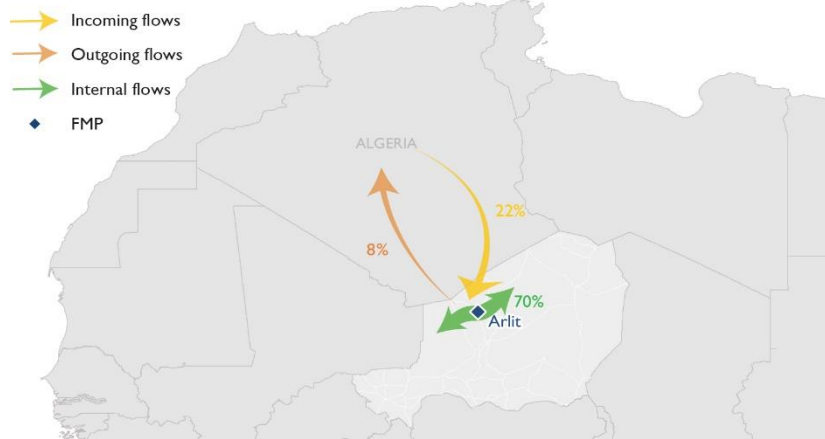 Incoming flows
Outgoing flows
Internal flows
FMP
ALGERIA
22%
8%
70%
Arlit